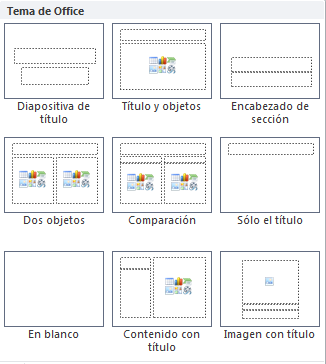 Tema de Office
Diapositiva de
título
Título y objetos
Encabezado de
sección
Dos objetos
Comparación
Sólo el título
En blanco
Contenido con
título
Imagen con título